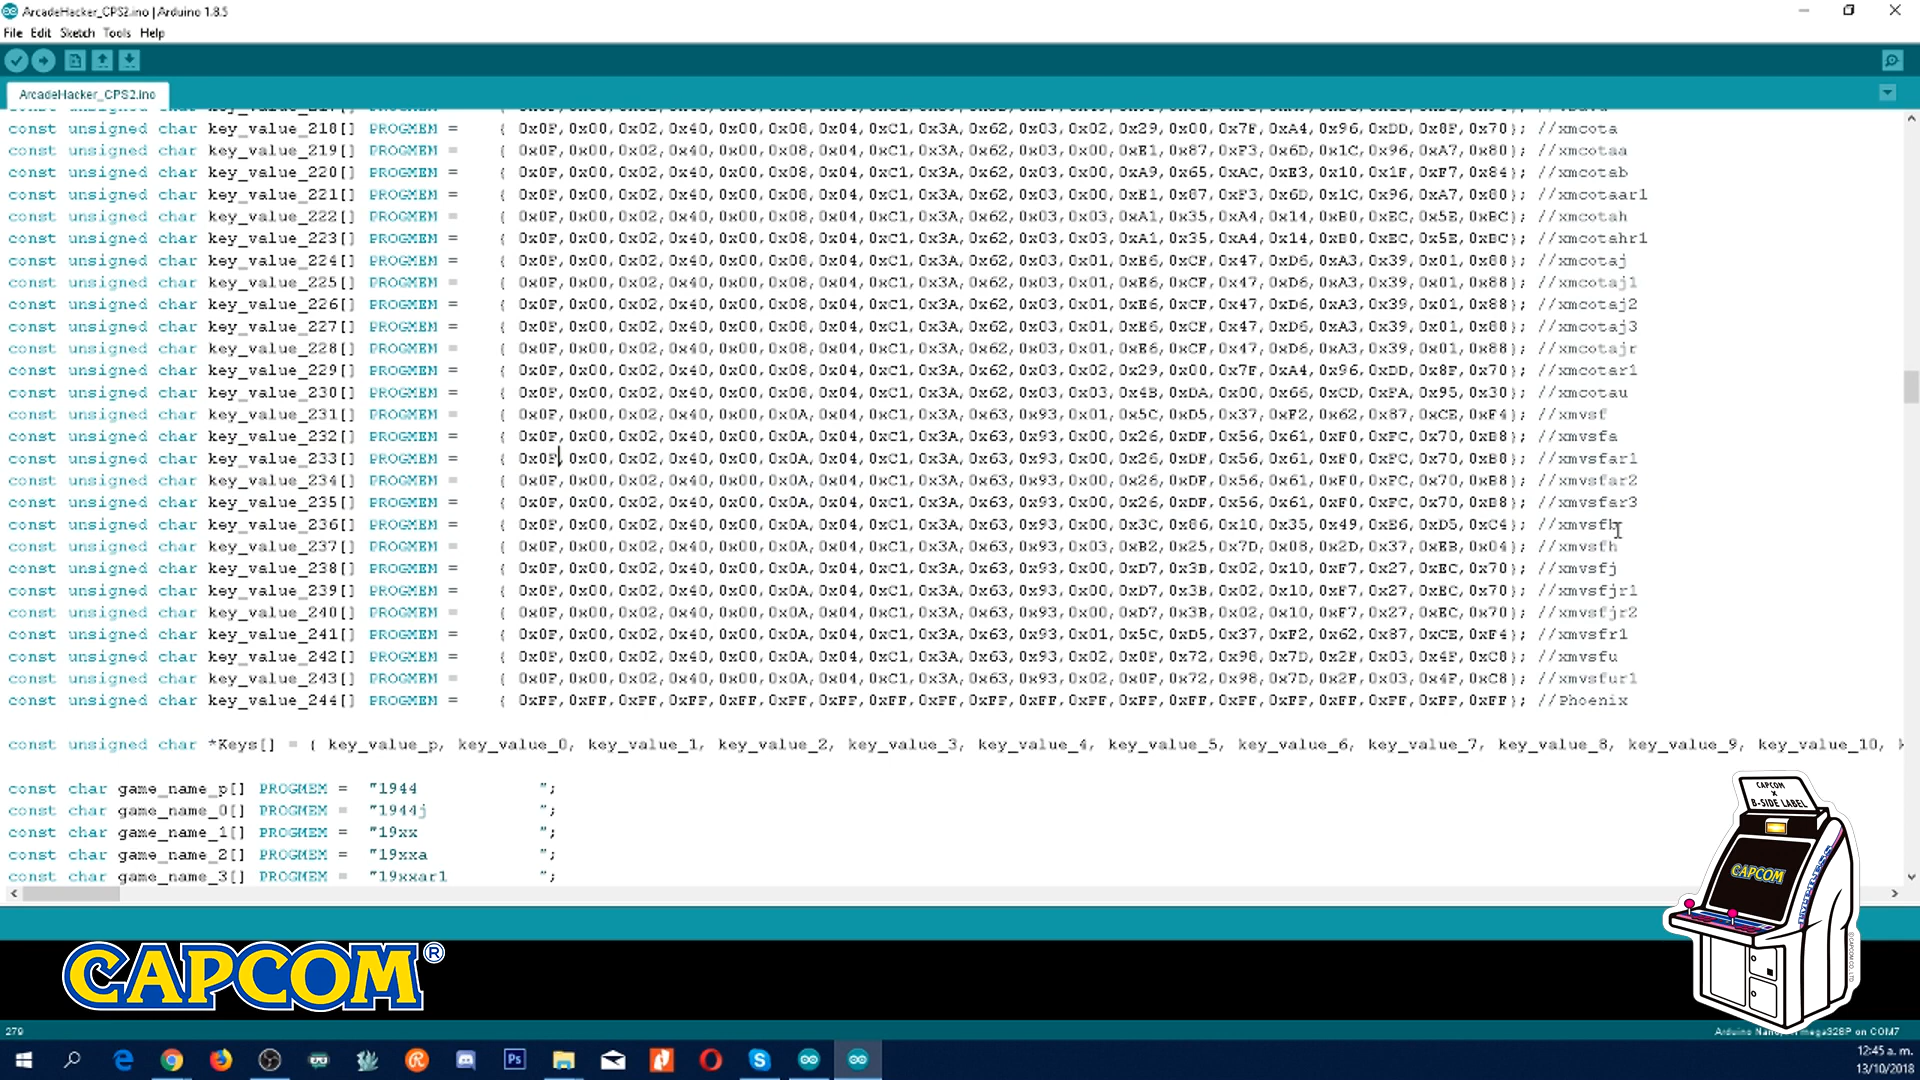 ArcadeHacker_CPS2.ino | Arduino 1.8.5
File Edit Sketch Tools Help
ArcadeHacker_CPS2.ino
const unsigned char key_value_218[] PROGMEM = { 0x0F,0x00,0x02,0x40,0x00,0x08,0x04,0xC1,0x3A,0x62,0x03,0x02,0x29,0x00,0x7F,0xA4,0x96,0xDD,0x8F,0x70}; //xmcota
const unsigned char key_value_219[] PROGMEM = { 0x0F,0x00,0x02,0x40,0x00,0x08,0x04,0xC1,0x3A,0x62,0x03,0x00,0xE1,0x87,0xF3,0x6D,0x1C,0x96,0xA7,0x80}; //xmcotaa
const unsigned char key_value_220[] PROGMEM = { 0x0F,0x00,0x02,0x40,0x00,0x08,0x04,0xC1,0x3A,0x62,0x03,0x00,0xA9,0x65,0xAC,0xE3,0x10,0x1F,0xF7,0x84}; //xmcotab
const unsigned char key_value_221[] PROGMEM = { 0x0F,0x00,0x02,0x40,0x00,0x08,0x04,0xC1,0x3A,0x62,0x03,0x00,0xE1,0x87,0xF3,0x6D,0x1C,0x96,0xA7,0x80}; //xmcotaar1
const unsigned char key_value_222[] PROGMEM = { 0x0F,0x00,0x02,0x40,0x00,0x08,0x04,0xC1,0x3A,0x62,0x03,0x03,0xA1,0x35,0xA4,0x14,0xB0,0xEC,0x5E,0xBC}; //xmcotah
const unsigned char key_value_223[] PROGMEM = { 0x0F,0x00,0x02,0x40,0x00,0x08,0x04,0xC1,0x3A,0x62,0x03,0x03,0xA1,0x35,0xA4,0x14,0xB0,0xEC,0x5E,0xBC}; //xmcotahr1
const unsigned char key_value_224[] PROGMEM = { 0x0F,0x00,0x02,0x40,0x00,0x08,0x04,0xC1,0x3A,0x62,0x03,0x01,0xE6,0xCF,0x47,0xD6,0xA3,0x39,0x01,0x88}; //xmcotaj
const unsigned char key_value_225[] PROGMEM = { 0x0F,0x00,0x02,0x40,0x00,0x08,0x04,0xC1,0x3A,0x62,0x03,0x01,0xE6,0xCF,0x47,0xD6,0xA3,0x39,0x01,0x88}; //xmcotaj1
const unsigned char key_value_226[] PROGMEM = { 0x0F,0x00,0x02,0x40,0x00,0x08,0x04,0xC1,0x3A,0x62,0x03,0x01,0xE6,0xCF,0x47,0xD6,0xA3,0x39,0x01,0x88}; //xmcotaj2
const unsigned char key_value_227[] PROGMEM = { 0x0F,0x00,0x02,0x40,0x00,0x08,0x04,0xC1,0x3A,0x62,0x03,0x01,0xE6,0xCF,0x47,0xD6,0xA3,0x39,0x01,0x88}; //xmcotaj3
const unsigned char key_value_228[] PROGMEM = { 0x0F,0x00,0x02,0x40,0x00,0x08,0x04,0xC1,0x3A,0x62,0x03,0x01,0xE6,0xCF,0x47,0xD6,0xA3,0x39,0x01,0x88}; //xmcotajr
const unsigned char key_value_229[] PROGMEM = { 0x0F,0x00,0x02,0x40,0x00,0x08,0x04,0xC1,0x3A,0x62,0x03,0x02,0x29,0x00,0x7F,0xA4,0x96,0xDD,0x8F,0x70}; //xmcotar1
const unsigned char key_value_230[] PROGMEM = { 0x0F,0x00,0x02,0x40,0x00,0x08,0x04,0xC1,0x3A,0x62,0x03,0x03,0x4B,0xDA,0x00,0x66,0xCD,0xFA,0x95,0x30}; //xmcotau
const unsigned char key_value_231[] PROGMEM = { 0x0F,0x00,0x02,0x40,0x00,0x0A,0x04,0xC1,0x3A,0x63,0x93,0x01,0x5C,0xD5,0x37,0xF2,0x62,0x87,0xCE,0xF4}; //xmvsf
const unsigned char key_value_232[] PROGMEM = { 0x0F,0x00,0x02,0x40,0x00,0x0A,0x04,0xC1,0x3A,0x63,0x93,0x00,0x26,0xDF,0x56,0x61,0xF0,0xFC,0x70,0xB8}; //xmvsfa
const unsigned char key_value_233[] PROGMEM = { 0x0F,0x00,0x02,0x40,0x00,0x0A,0x04,0xC1,0x3A,0x63,0x93,0x00,0x26,0xDF,0x56,0x61,0xF0,0xFC,0x70,0xB8}; //xmvsfar1
const unsigned char key_value_234[] PROGMEM = { 0x0F,0x00,0x02,0x40,0x00,0x0A,0x04,0xC1,0x3A,0x63,0x93,0x00,0x26,0xDF,0x56,0x61,0xF0,0xFC,0x70,0xB8}; //xmvsfar2
const unsigned char key_value_235[] PROGMEM = { 0x0F,0x00,0x02,0x40,0x00,0x0A,0x04,0xC1,0x3A,0x63,0x93,0x00,0x26,0xDF,0x56,0x61,0xF0,0xFC,0x70,0xB8}; //xmvsfar3
const unsigned char key_value_236[] PROGMEM = { 0x0F,0x00,0x02,0x40,0x00,0x0A,0x04,0xC1,0x3A,0x63,0x93,0x00,0x3C,0x86,0x10,0x35,0x49,0xE6,0xD5,0xC4}; //xmvsfb
const unsigned char key_value_237[] PROGMEM = { 0x0F,0x00,0x02,0x40,0x00,0x0A,0x04,0xC1,0x3A,0x63,0x93,0x03,0xB2,0x25,0x7D,0x08,0x2D,0x37,0xEB,0x04}; //xmvsfh
const unsigned char key_value_238[] PROGMEM = { 0x0F,0x00,0x02,0x40,0x00,0x0A,0x04,0xC1,0x3A,0x63,0x93,0x00,0xD7,0x3B,0x02,0x10,0xF7,0x27,0xEC,0x70}; //xmvsfj
const unsigned char key_value_239[] PROGMEM = { 0x0F,0x00,0x02,0x40,0x00,0x0A,0x04,0xC1,0x3A,0x63,0x93,0x00,0xD7,0x3B,0x02,0x10,0xF7,0x27,0xEC,0x70}; //xmvsfjr1
const unsigned char key_value_240[] PROGMEM = { 0x0F,0x00,0x02,0x40,0x00,0x0A,0x04,0xC1,0x3A,0x63,0x93,0x00,0xD7,0x3B,0x02,0x10,0xF7,0x27,0xEC,0x70}; //xmvsfjr2
const unsigned char key_value_241[] PROGMEM = { 0x0F,0x00,0x02,0x40,0x00,0x0A,0x04,0xC1,0x3A,0x63,0x93,0x01,0x5C,0xD5,0x37,0xF2,0x62,0x87,0xCE,0xF4}; //xmvsfr1
const unsigned char key_value_242[] PROGMEM = { 0x0F,0x00,0x02,0x40,0x00,0x0A,0x04,0xC1,0x3A,0x63,0x93,0x02,0x0F,0x72,0x98,0x7D,0x2F,0x03,0x4F,0xC8}; //xmvsfu
const unsigned char key_value_243[] PROGMEM = { 0x0F,0x00,0x02,0x40,0x00,0x0A,0x04,0xC1,0x3A,0x63,0x93,0x02,0x0F,0x72,0x98,0x7D,0x2F,0x03,0x4F,0xC8}; //xmvsfur1
const unsigned char key_value_244[] PROGMEM = { 0xFF,0xFF,0xFF,0xFF,0xFF,0xFF,0xFF,0xFF,0xFF,0xFF,0xFF,0xFF,0xFF,0xFF,0xFF,0xFF,0xFF,0xFF,0xFF,0xFF}; //Phoenix
const unsigned char *Keys[] = { key_value_p, key_value_0, key_value_1, key_value_2, key_value_3, key_value_4, key_value_5, key_value_6, key_value_7, key_value_8, key_value_9, key_value_10,
const char game_name_p[] PROGMEM = "1944 ";
const char game_name_0[] PROGMEM = "1944j ";
const char game_name_1[] PROGMEM = "19xx ";
const char game_name_2[] PROGMEM = "19xxa ";
const char game_name_3[] PROGMEM = "19xxar1 ";
CAPCOM
X
B-SIDE LABEL
CAPCOM
CAPCOM®
279
Arduino Nano, mega328P on COM7
12:45 a. m.
13/10/2018